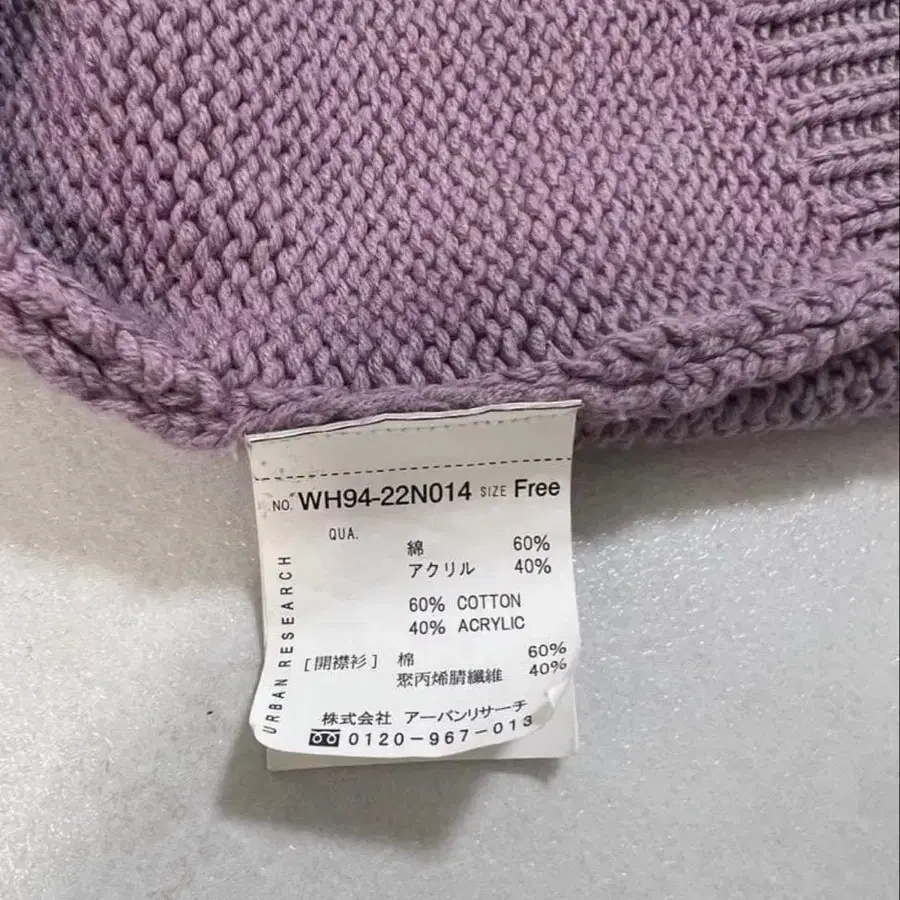 NO. WH94-22N014 SIZE Free
QUA.
綿 60%
アクリル 40%
60% COTTON
40% ACRYLIC
[開襟衫] 棉 60%
聚丙烯腈纖維 40%
URBAN RESEARCH
株式会社 アーバンリサーチ
0120-967-013